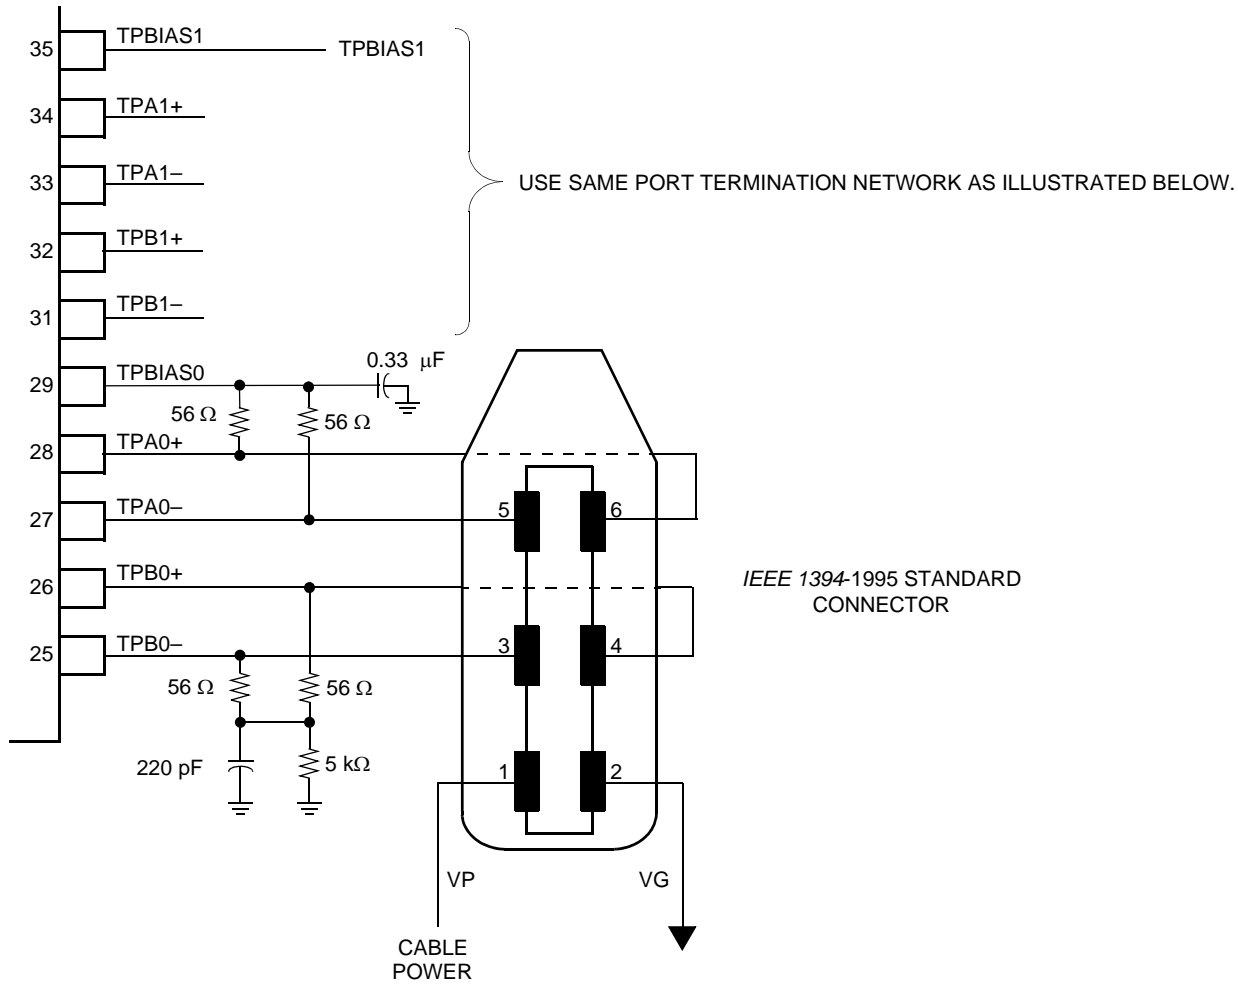 35 TPBIAS1 TPBIAS1
34 TPA1+
33 TPA1–
USE SAME PORT TERMINATION NETWORK AS ILLUSTRATED BELOW.
32 TPB1+
31 TPB1–
0.33 μF
29 TPBIAS0
56 Ω 56 Ω
28 TPA0+
27 TPA0–
5 6
26 TPB0+
IEEE 1394-1995 STANDARD
CONNECTOR
25 TPB0–
3 4
56 Ω 56 Ω
220 pF 5 kΩ
1 2
VP VG
CABLE
POWER